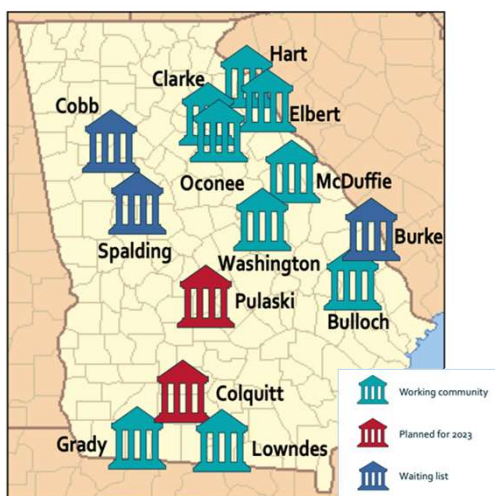 Hart
Clarke
Cobb
Elbert
Oconee
McDuffie
Burke
Spalding
Washington
Pulaski
Bulloch
Colquitt
Working community
Planned for 2023
Grady
Lowndes
Waiting list